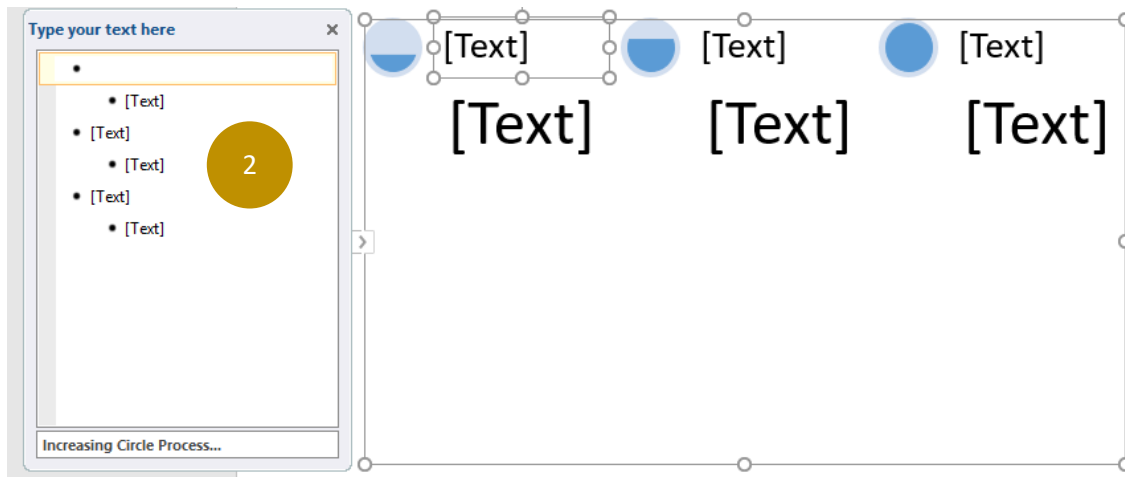 Type your text here
[Text]
[Text]
[Text]
[Text]
[Text]
2
Increasing Circle Process...
[Text] [Text] [Text]
[Text] [Text] [Text]